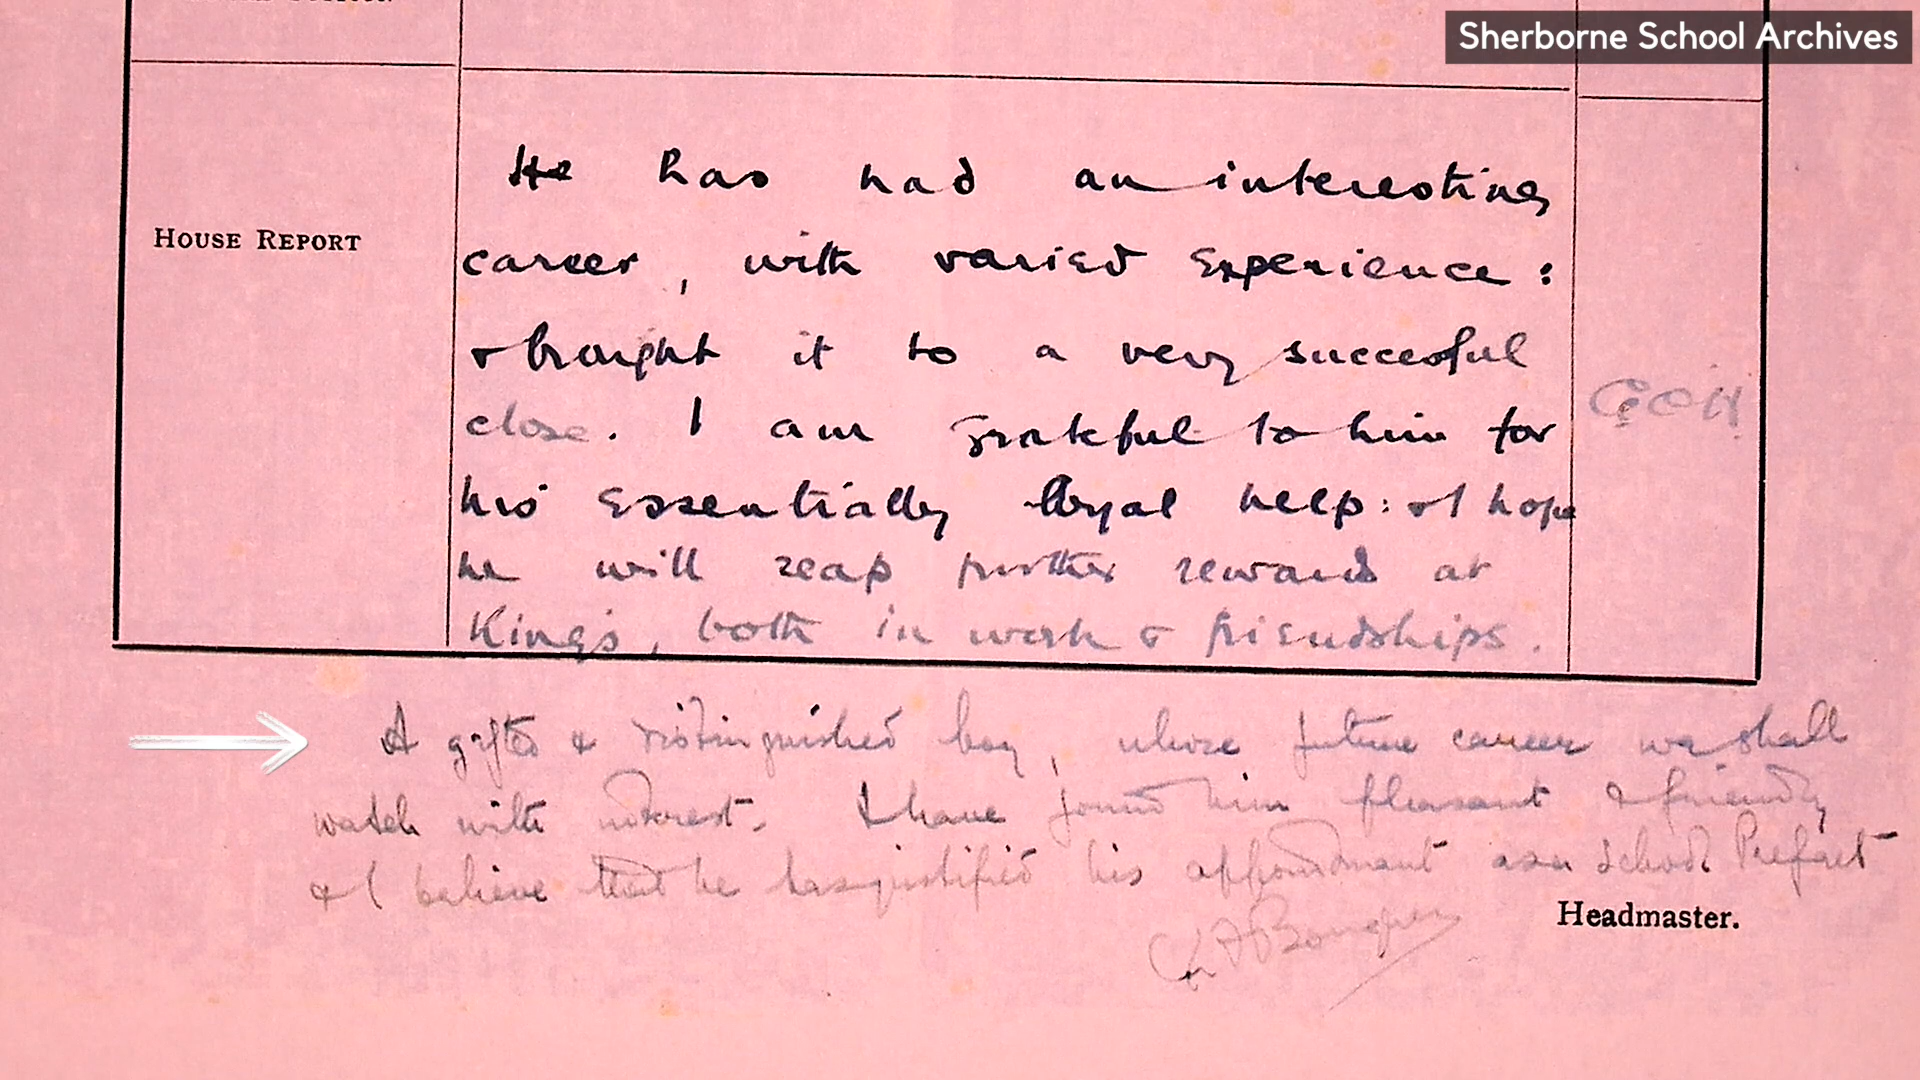 Sherborne School Archives
HOUSE REPORT
He has had an interesting
career, with varied experience:
& brought it to a very successful
close. I am grateful to him for
his essentially loyal help: & I hope
he will reap further rewards at
King's, both in work & friendships.
GOH
A gifted & distinguished boy, whose future career we shall
watch with interest. I have found him pleasant & friendly
& I believe that he has justified his appointment as a School Prefect
Headmaster.